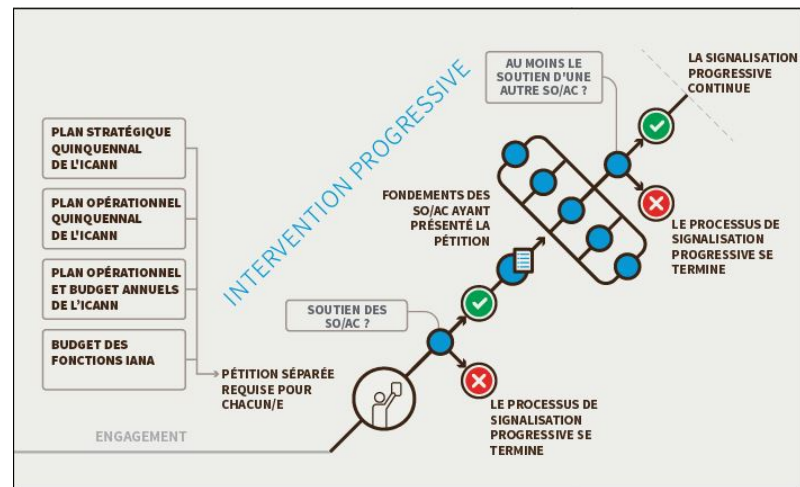 PLAN STRATÉGIQUE
QUINQUENNAL
DE L'ICANN
PLAN OPÉRATIONNEL
QUINQUENNAL
DE L'ICANN
PLAN OPÉRATIONNEL
ET BUDGET ANNUELS
DE L'ICANN
BUDGET DES
FONCTIONS IANA
PÉTITION SÉPARÉE
REQUISE POUR
CHACUN/E
ENGAGEMENT
INTERVENTION PROGRESSIVE
SOUTIEN DES
SO/AC ?
LE PROCESSUS DE
SIGNALISATION
PROGRESSIVE SE
TERMINE
FONDEMENTS DES
SO/AC AYANT
PRÉSENTÉ LA
PÉTITION
AU MOINS LE
SOUTIEN D'UNE
AUTRE SO/AC ?
LA SIGNALISATION
PROGRESSIVE
CONTINUE
LE PROCESSUS DE
SIGNALISATION
PROGRESSIVE SE
TERMINE